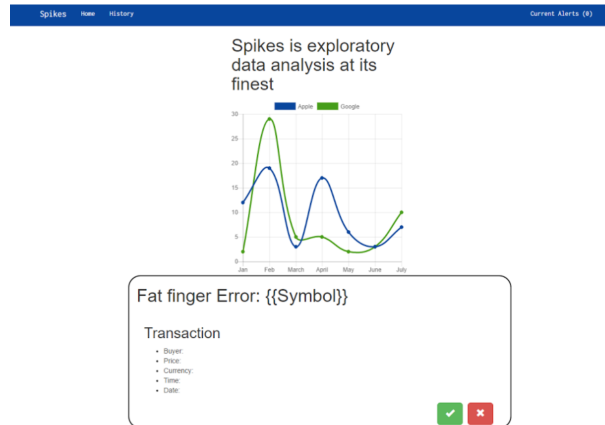 Spikes Home History Current Alerts (0)
Spikes is exploratory
data analysis at its
finest
Apple Google
30
25
20
15
10
5
0
Jan Feb March April May June July
Fat finger Error: {{Symbol}}
Transaction
Buyer:
Price:
Currency:
Time:
Date: